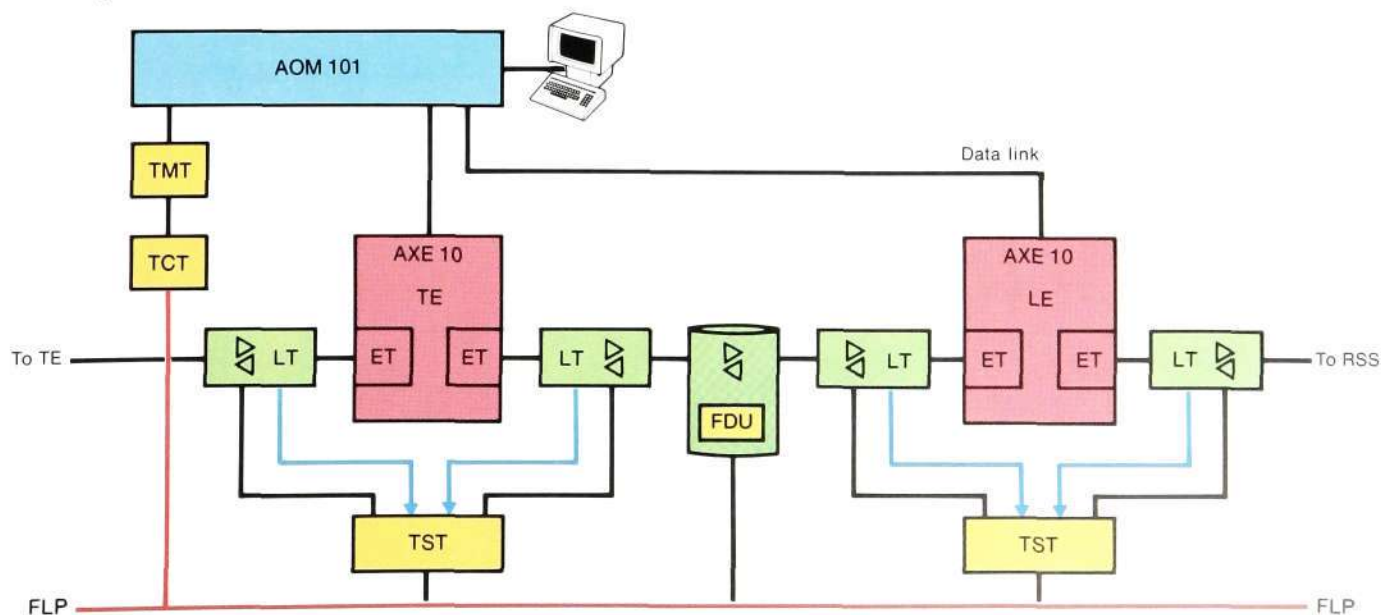 AOM 101
Data link
TMT
TCT
AXE 10
TE
AXE 10
LE
To TE
LT
ET
ET
LT
LT
ET
ET
LT
To RSS
FDU
TST
TST
FLP
FLP